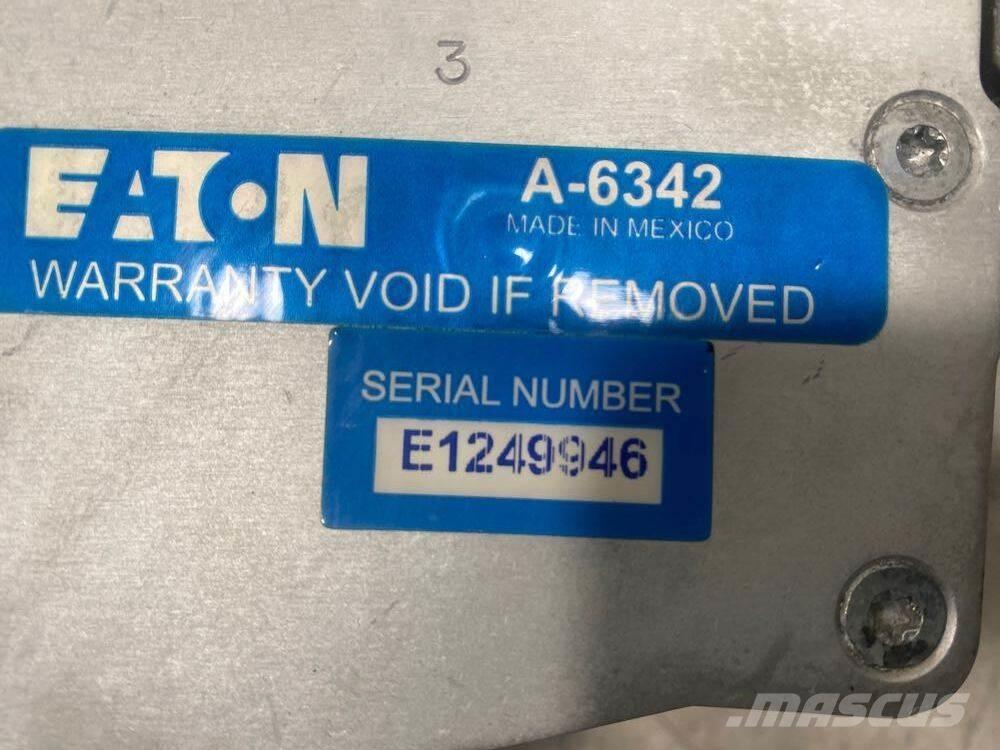 3
EATON
A-6342
MADE IN MEXICO
WARRANTY VOID IF REMOVED
SERIAL NUMBER
E1249946
.mascus